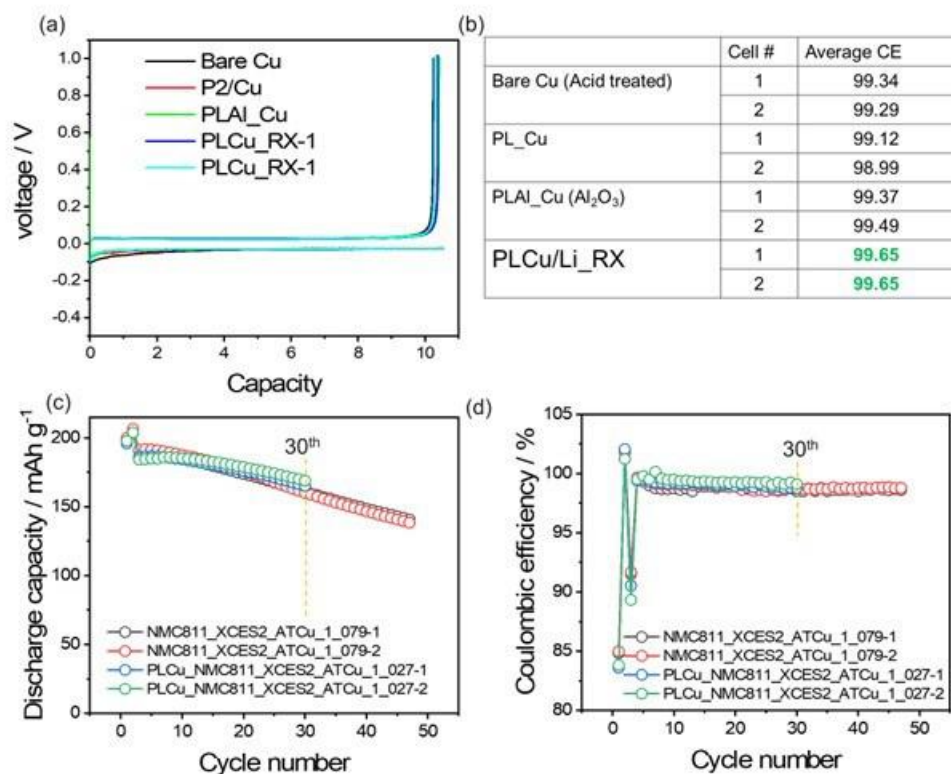 (a)
voltage / V
1.0
0.8
0.6
0.4
0.2
0.0
-0.2
-0.4
Bare Cu
P2/Cu
PLAl_Cu
PLCu_RX-1
PLCu_RX-1
0 2 4 6 8 10
Capacity
(b)
Cell # Average CE
Bare Cu (Acid treated) 1 99.34
2 99.29
PL_Cu 1 99.12
2 98.99
PLAl_Cu (Al₂O₃) 1 99.37
2 99.49
PLCu/Li_RX 1 99.65
2 99.65
(c)
Discharge capacity / mAh g⁻¹
200
150
100
50
0
30th
NMC811_XCES2_ATCu_1_079-1
NMC811_XCES2_ATCu_1_079-2
PLCu_NMC811_XCES2_ATCu_1_027-1
PLCu_NMC811_XCES2_ATCu_1_027-2
0 10 20 30 40 50
Cycle number
(d)
Coulombic efficiency / %
105
100
95
90
85
80
30th
NMC811_XCES2_ATCu_1_079-1
NMC811_XCES2_ATCu_1_079-2
PLCu_NMC811_XCES2_ATCu_1_027-1
PLCu_NMC811_XCES2_ATCu_1_027-2
0 10 20 30 40 50
Cycle number